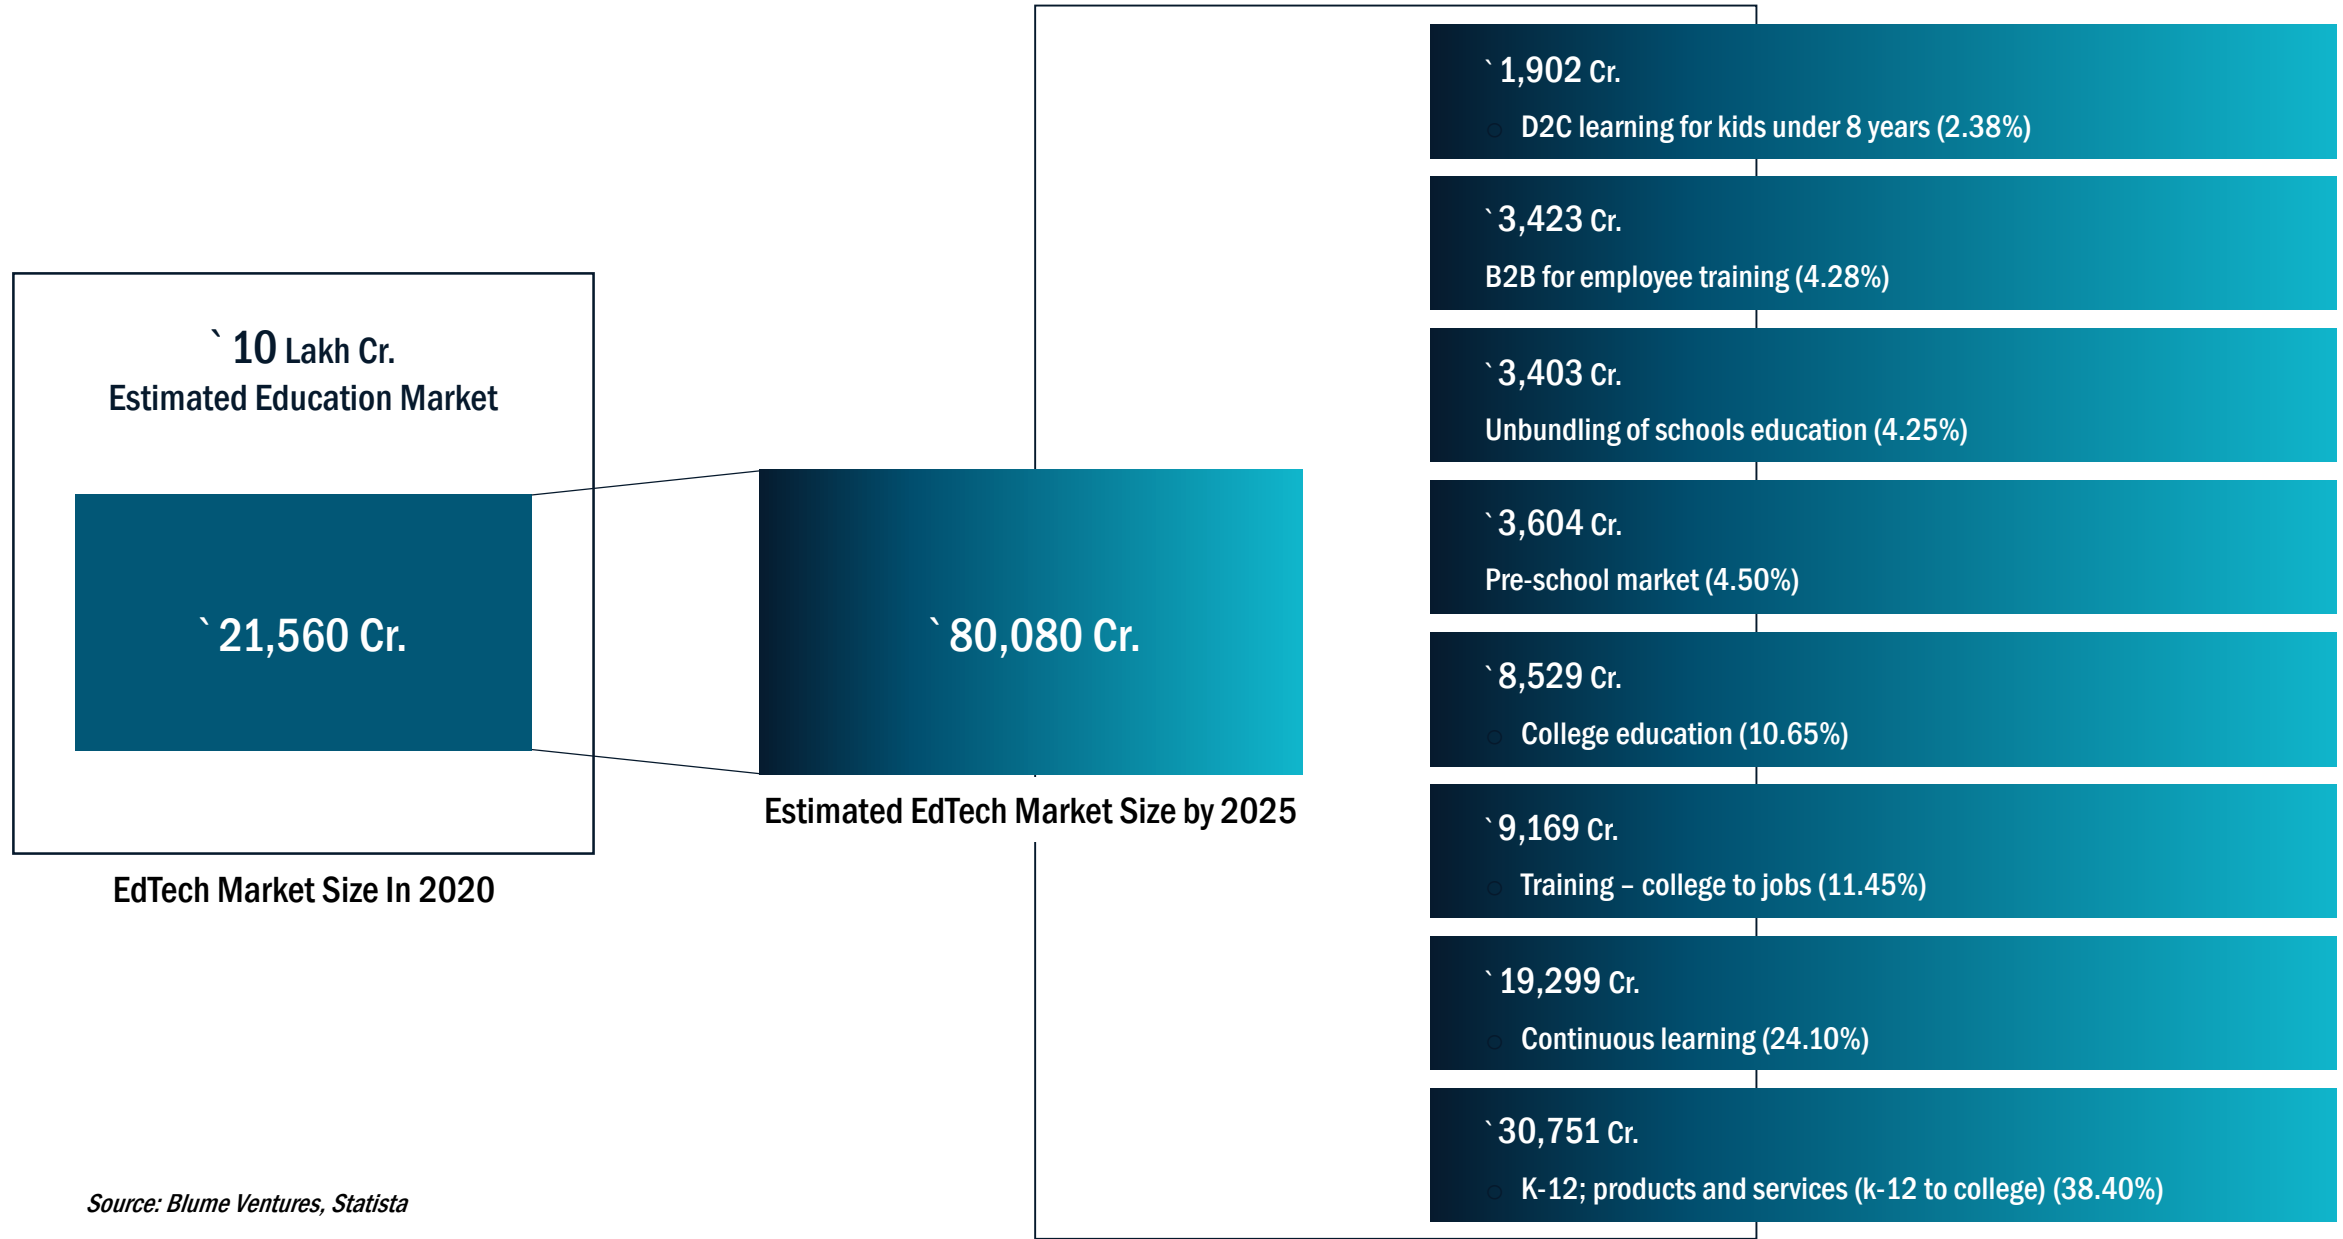 ` 10 Lakh Cr.
Estimated Education Market
` 21,560 Cr.
EdTech Market Size In 2020
` 80,080 Cr.
Estimated EdTech Market Size by 2025
` 1,902 Cr.
o D2C learning for kids under 8 years (2.38%)
` 3,423 Cr.
B2B for employee training (4.28%)
` 3,403 Cr.
Unbundling of schools education (4.25%)
` 3,604 Cr.
Pre-school market (4.50%)
` 8,529 Cr.
o College education (10.65%)
` 9,169 Cr.
o Training – college to jobs (11.45%)
` 19,299 Cr.
o Continuous learning (24.10%)
` 30,751 Cr.
o K-12; products and services (k-12 to college) (38.40%)
Source: Blume Ventures, Statista